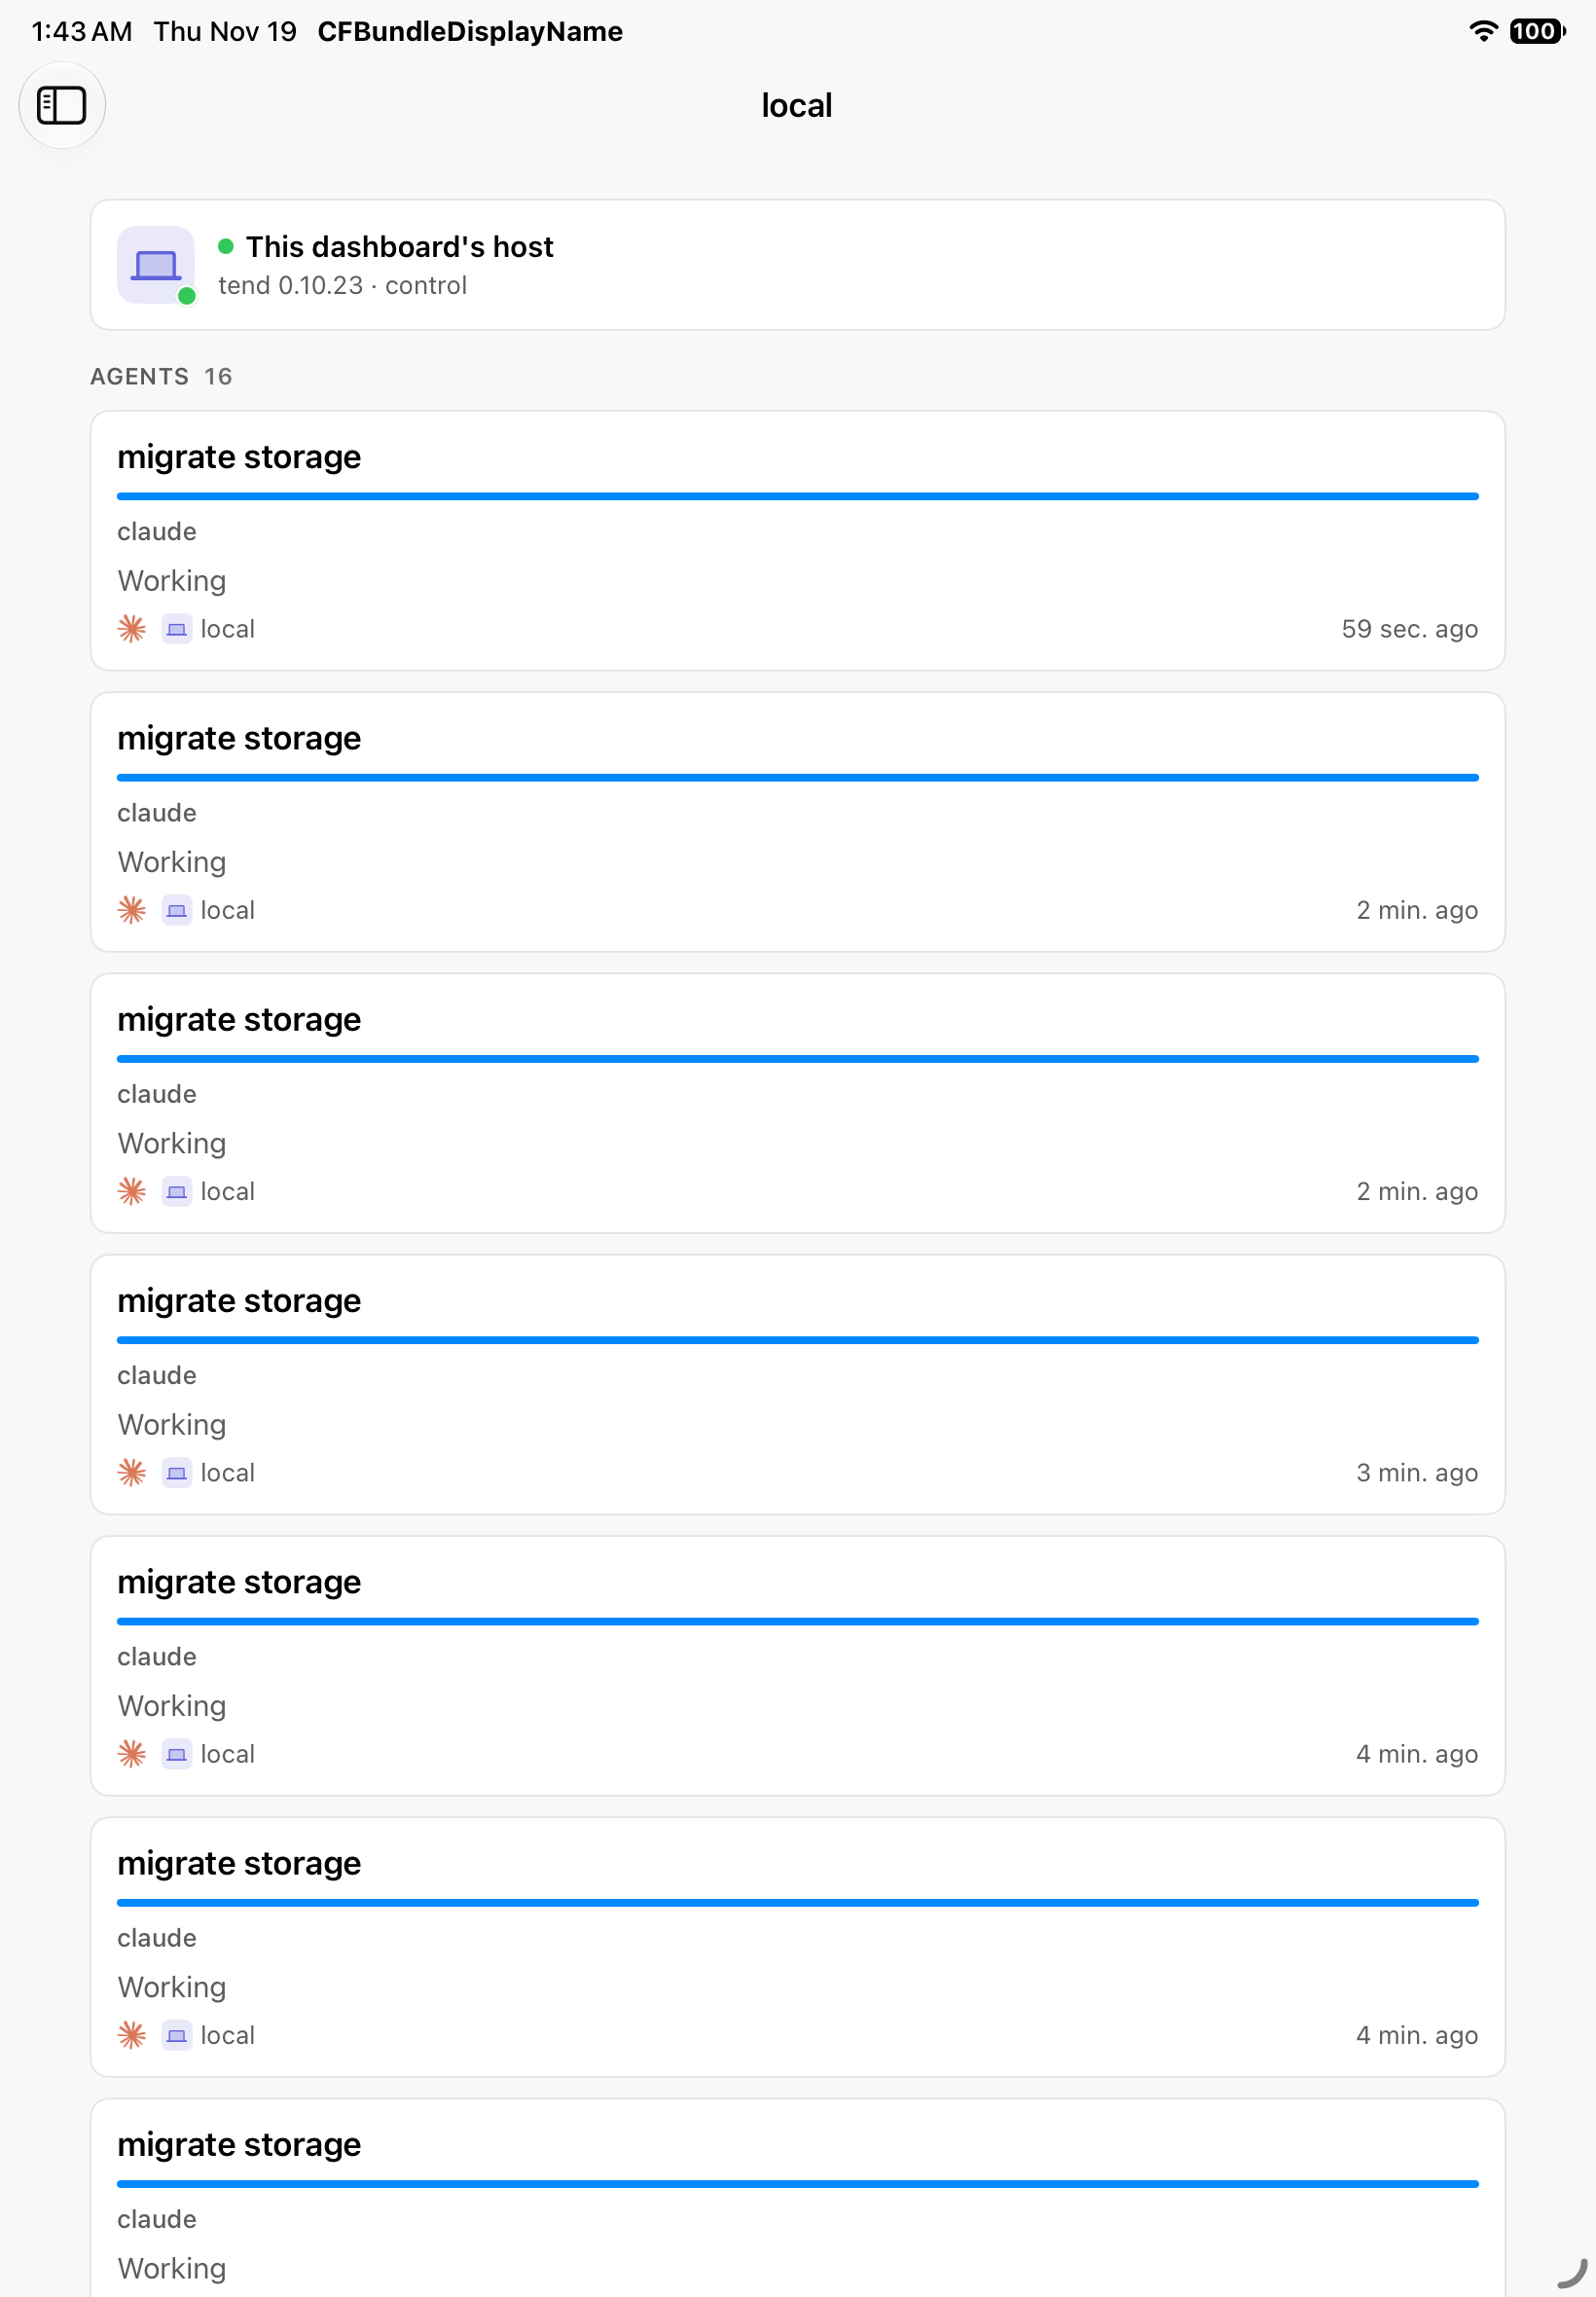 1:43 AM Thu Nov 19 CFBundleDisplayName 100
local
This dashboard's host
tend 0.10.23 · control
AGENTS 16
migrate storage
claude
Working
local 59 sec. ago
migrate storage
claude
Working
local 2 min. ago
migrate storage
claude
Working
local 2 min. ago
migrate storage
claude
Working
local 3 min. ago
migrate storage
claude
Working
local 4 min. ago
migrate storage
claude
Working
local 4 min. ago
migrate storage
claude
Working